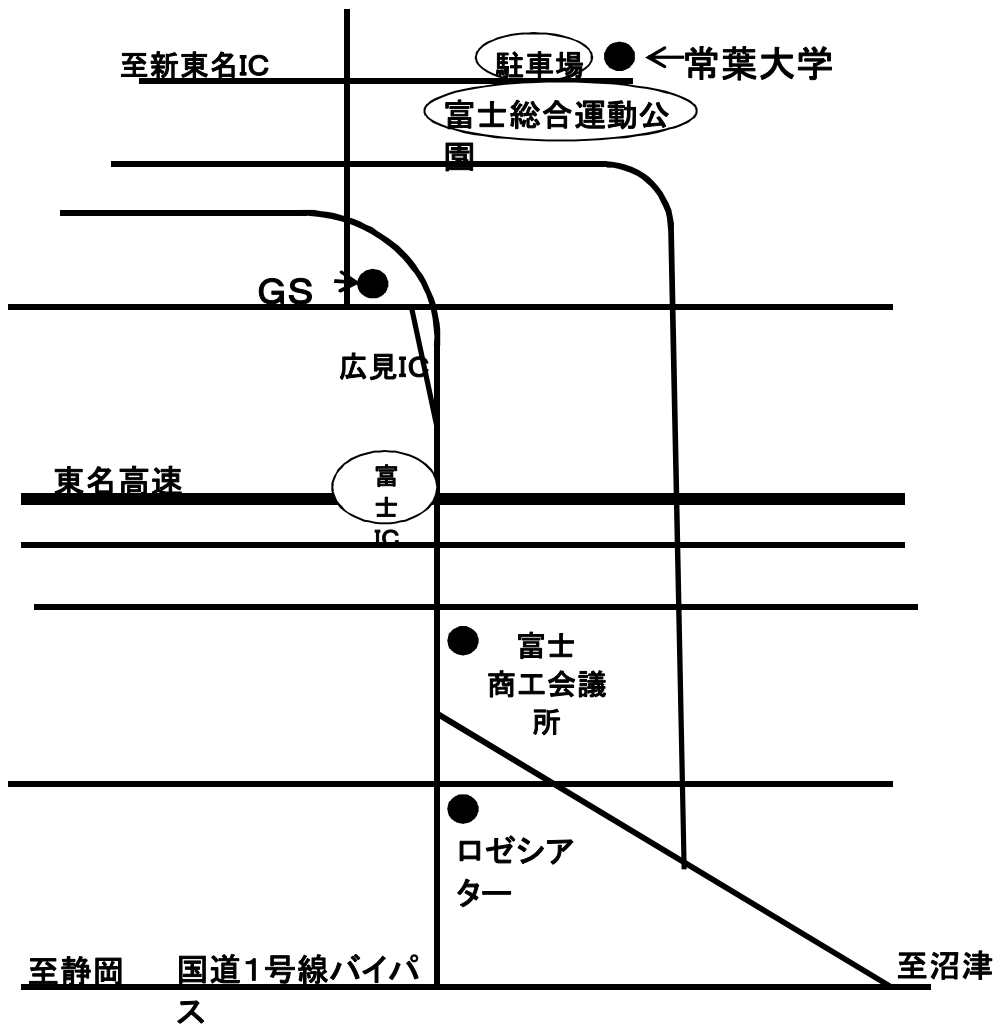 至新東名IC
駐車場
←常葉大学
富士総合運動公
園
GS
広見IC
東名高速
富
士
IC
富士
商工会議
所
ロゼシア
ター
至静岡
国道1号線バイパ
ス
至沼津